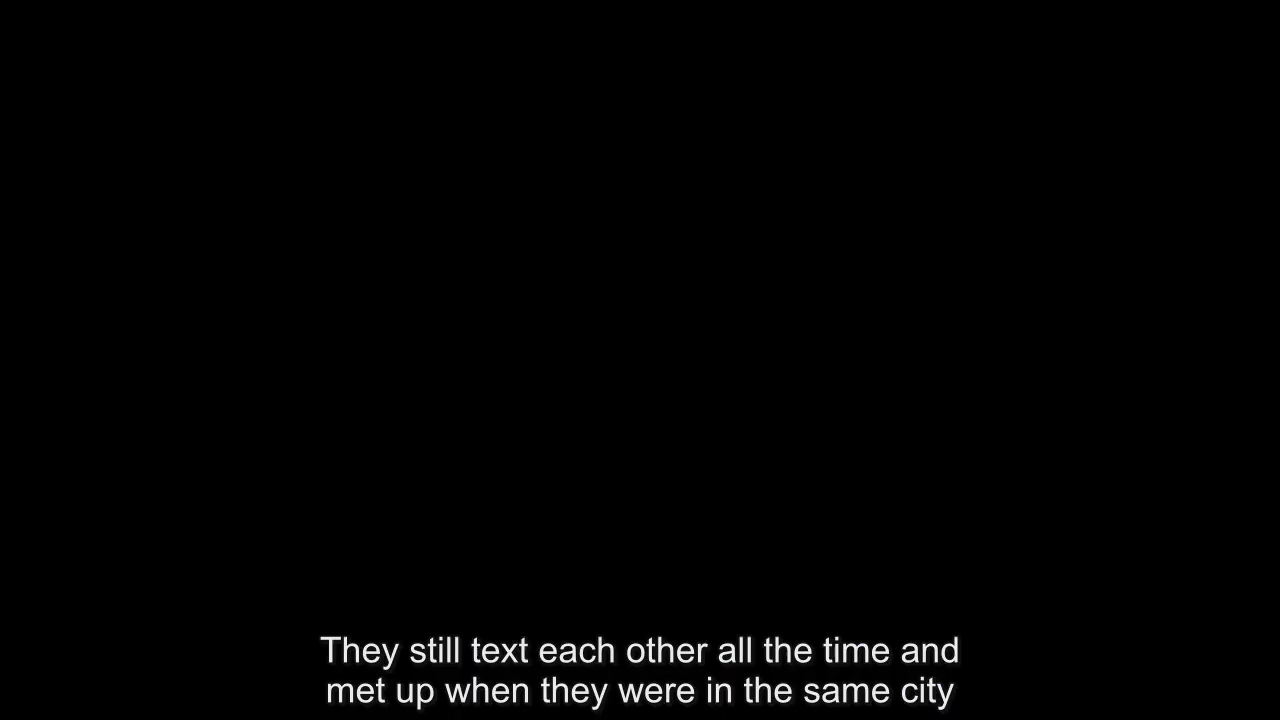 They still text each other all the time and
met up when they were in the same city